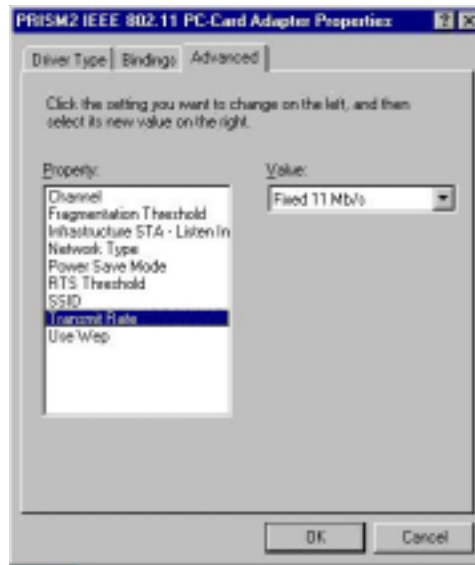 PRISM2 IEEE 802.11 PC-Card Adapter Properties
Driver Type
Bindings
Advanced
Click the setting you want to change on the left, and then
select its new value on the right.
Property:
Value:
Channel
Fragmentation Threshold
Infrastructure STA - Listen In
Network Type
Power Save Mode
RTS Threshold
SSID
Transmit Rate
Use Wep
Fixed 11 Mb/s
OK
Cancel